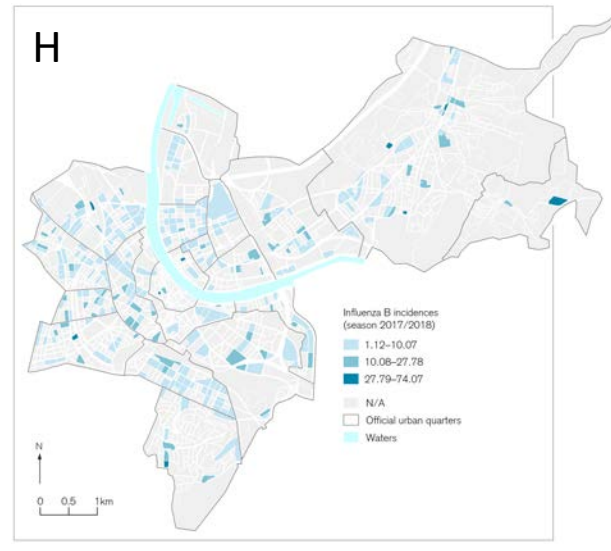 H
Influenza B incidences
(season 2017/2018)
1.12–10.07
10.08–27.78
27.79–74.07
N/A
Official urban quarters
Waters
N
0 0.5 1km